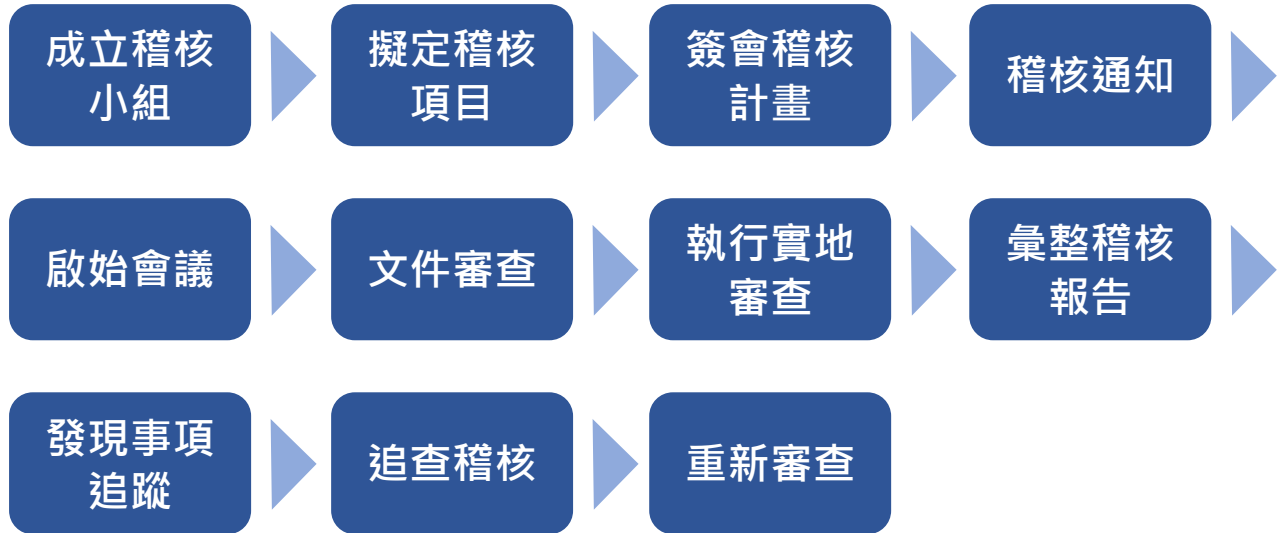 成立稽核
小組
擬定稽核
項目
簽會稽核
計畫
稽核通知
啟始會議
文件審查
執行實地
審查
彙整稽核
報告
發現事項
追蹤
追查稽核
重新審查